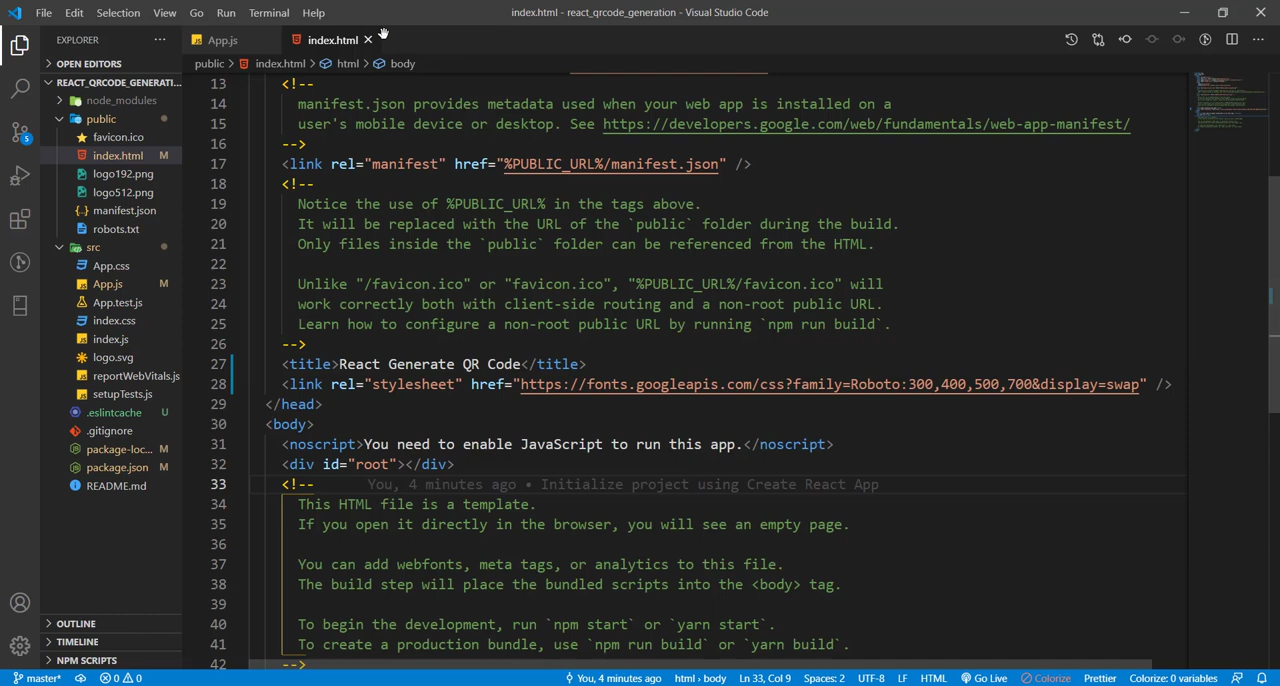 File Edit Selection View Go Run Terminal Help
index.html - react_qrcode_generation - Visual Studio Code
EXPLORER
OPEN EDITORS
REACT_QRCODE_GENERATI...
node_modules
public
favicon.ico
index.html M
logo192.png
logo512.png
manifest.json
robots.txt
src
App.css
App.js M
App.test.js
index.css
index.js
logo.svg
reportWebVitals.js
setupTests.js
.eslintcache U
.gitignore
package-loc... M
package.json M
README.md
OUTLINE
TIMELINE
NPM SCRIPTS
5
App.js
index.html
public > index.html > html > body
13 <!--
14 manifest.json provides metadata used when your web app is installed on a
15 user's mobile device or desktop. See https://developers.google.com/web/fundamentals/web-app-manifest/
16 -->
17 <link rel="manifest" href="%PUBLIC_URL%/manifest.json" />
18 <!--
19 Notice the use of %PUBLIC_URL% in the tags above.
20 It will be replaced with the URL of the `public` folder during the build.
21 Only files inside the `public` folder can be referenced from the HTML.
22
23 Unlike "/favicon.ico" or "favicon.ico", "%PUBLIC_URL%/favicon.ico" will
24 work correctly both with client-side routing and a non-root public URL.
25 Learn how to configure a non-root public URL by running `npm run build`.
26 -->
27 <title>React Generate QR Code</title>
28 <link rel="stylesheet" href="https://fonts.googleapis.com/css?family=Roboto:300,400,500,700&display=swap" />
29 </head>
30 <body>
31 <noscript>You need to enable JavaScript to run this app.</noscript>
32 <div id="root"></div>
33 <!-- You, 4 minutes ago • Initialize project using Create React App
34 This HTML file is a template.
35 If you open it directly in the browser, you will see an empty page.
36
37 You can add webfonts, meta tags, or analytics to this file.
38 The build step will place the bundled scripts into the <body> tag.
39
40 To begin the development, run `npm start` or `yarn start`.
41 To create a production bundle, use `npm run build` or `yarn build`.
42 -->
master* 0 0 You, 4 minutes ago html > body Ln 33, Col 9 Spaces: 2 UTF-8 LF HTML Go Live Colorize Prettier Colorize: 0 variables